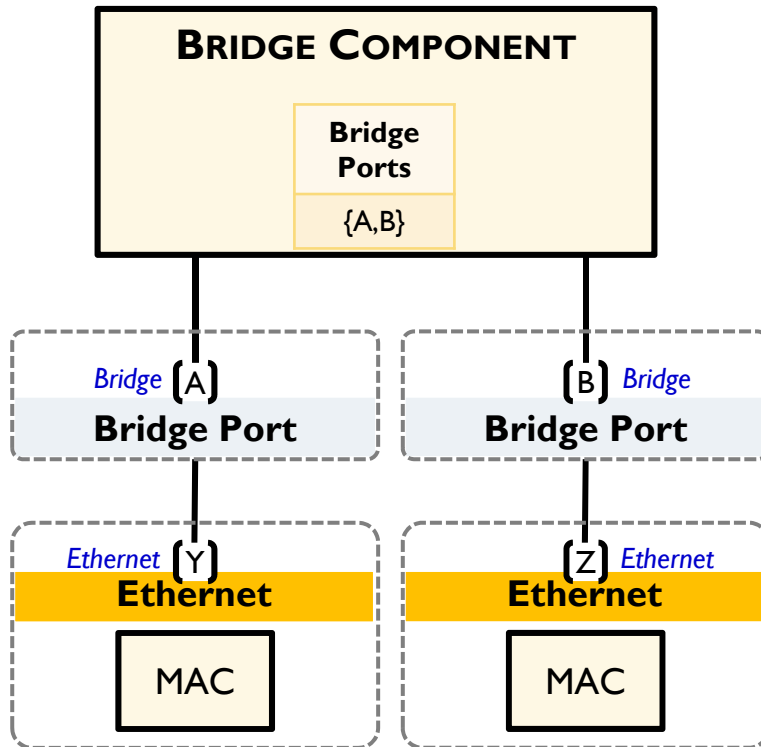 BRIDGE COMPONENT
Bridge
Ports
{A,B}
Bridge [A]
[B] Bridge
Bridge Port
Bridge Port
Ethernet [Y]
[Z] Ethernet
Ethernet
Ethernet
MAC
MAC